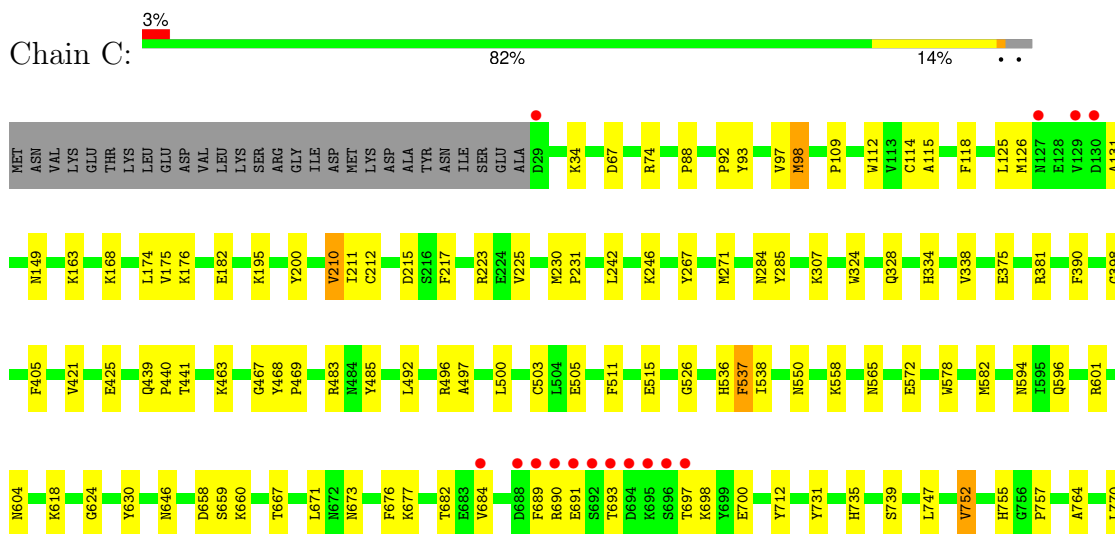 3%
Chain C:
82% 14% • •
MET ASN VAL LYS GLU THR LYS LEU LEU GLU ASP VAL LEU LYS SER ARG GLY ILE ASP MET LYS ASP ALA TYR ASN ILE SER GLU ALA D29 K34 D67 R74 P88 P92 Y93 V97 M98 P109 W112 V113 C114 A115 F118 L125 M126 N127 E128 V129 D130 A131
N149 K163 K168 L174 V175 K176 E182 K195 Y200 V210 I211 C212 D215 S216 F217 R223 E224 V225 M230 P231 L242 K246 Y267 M271 N284 Y285 K307 W324 Q328 H334 V338 E375 R381 F390 G398
F405 V421 E425 Q439 P440 T441 K463 G467 Y468 P469 R483 N484 Y485 L492 R496 A497 L500 C503 L504 E505 F511 E515 G526 H536 F537 I538 N550 K558 N565 E572 W578 M582 N594 I595 Q596 R601
N604 K618 G624 Y630 N646 D658 S659 K660 T667 L671 N672 N673 F676 K677 T682 E683 V684 D688 F689 R690 E691 S692 T693 D694 K695 S696 T697 K698 Y699 E700 Y712 Y731 H735 S739 L747 V752 H755 G756 P757 A764 L770